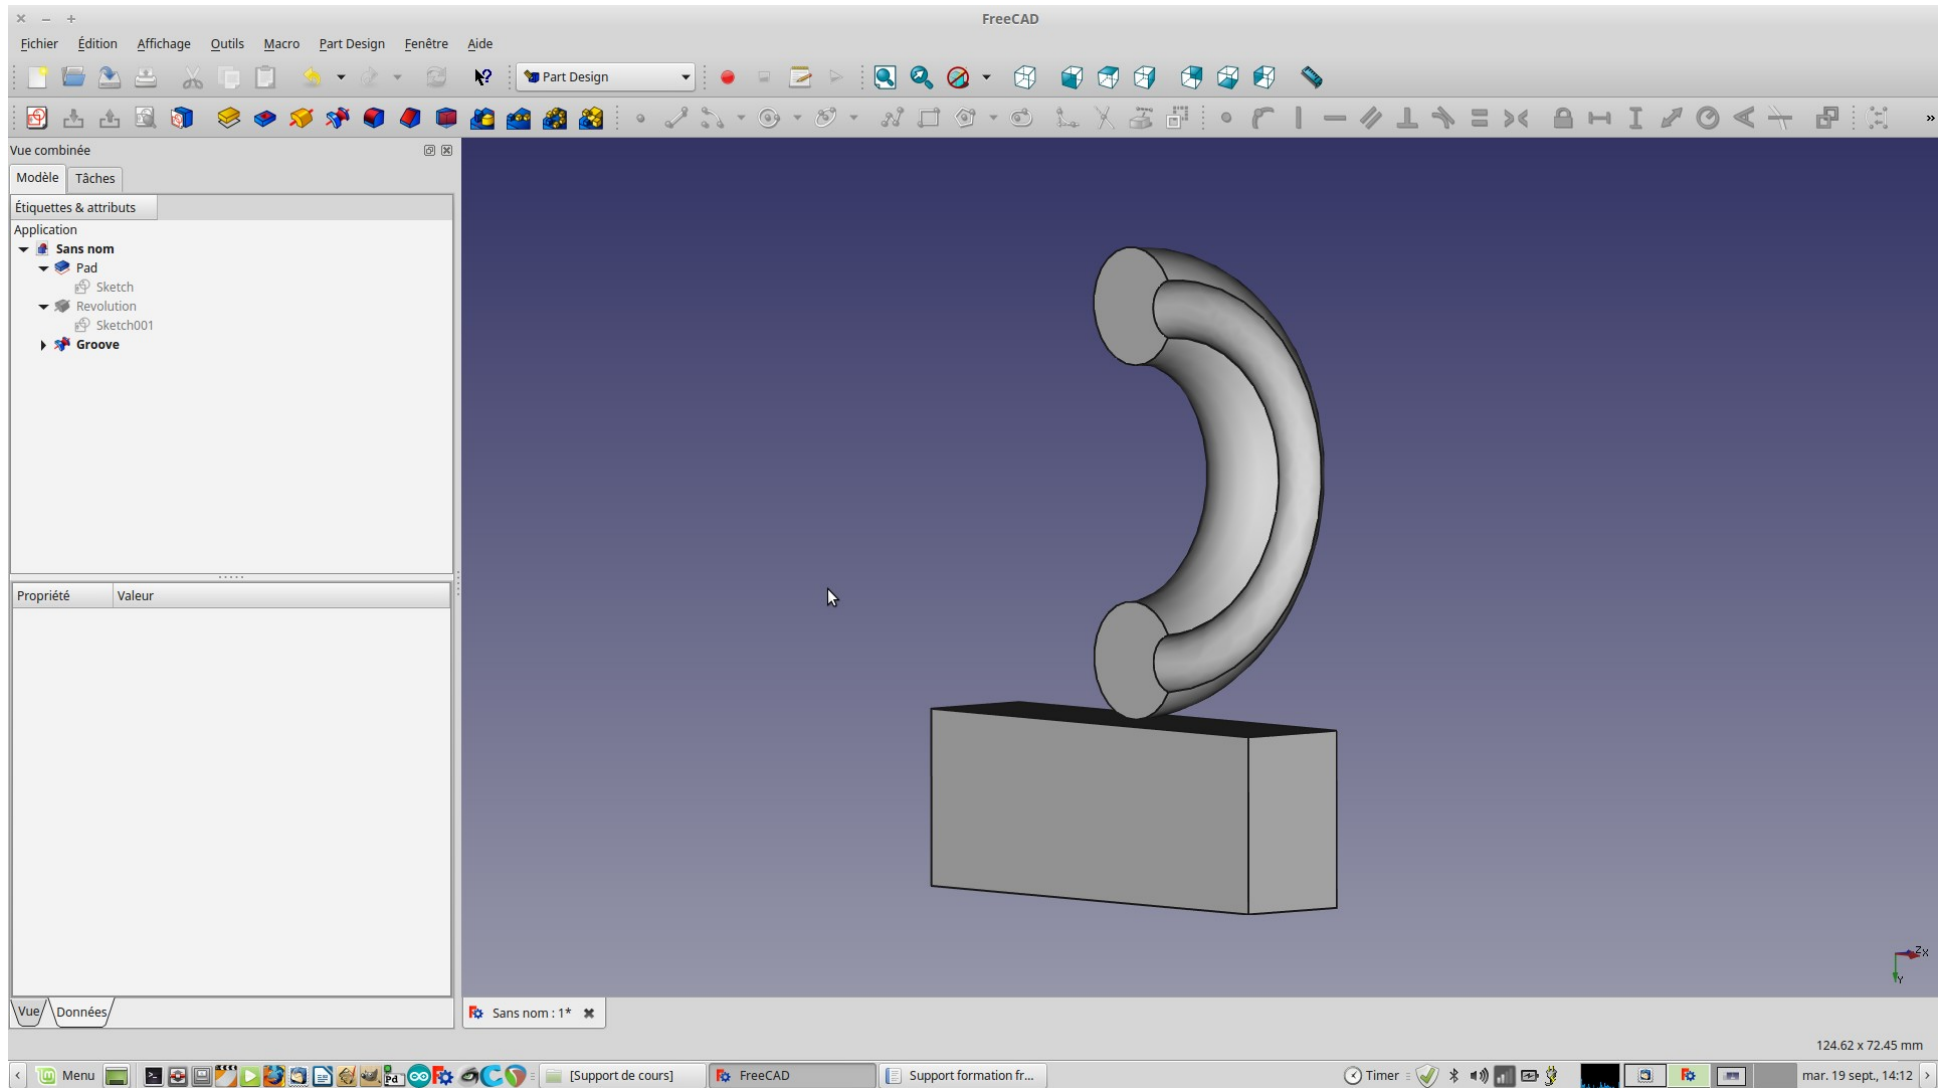 FreeCAD
Fichier Édition Affichage Outils Macro Part Design Fenêtre Aide
Part Design
Vue combinée
Modèle Tâches
Étiquettes & attributs
Application
Sans nom
Pad
Sketch
Revolution
Sketch001
Groove
Propriété Valeur
Zx
Y
Vue Données
Sans nom : 1*
124.62 x 72.45 mm
Menu Pd [Support de cours] FreeCAD Support formation fr... Timer mar. 19 sept., 14:12